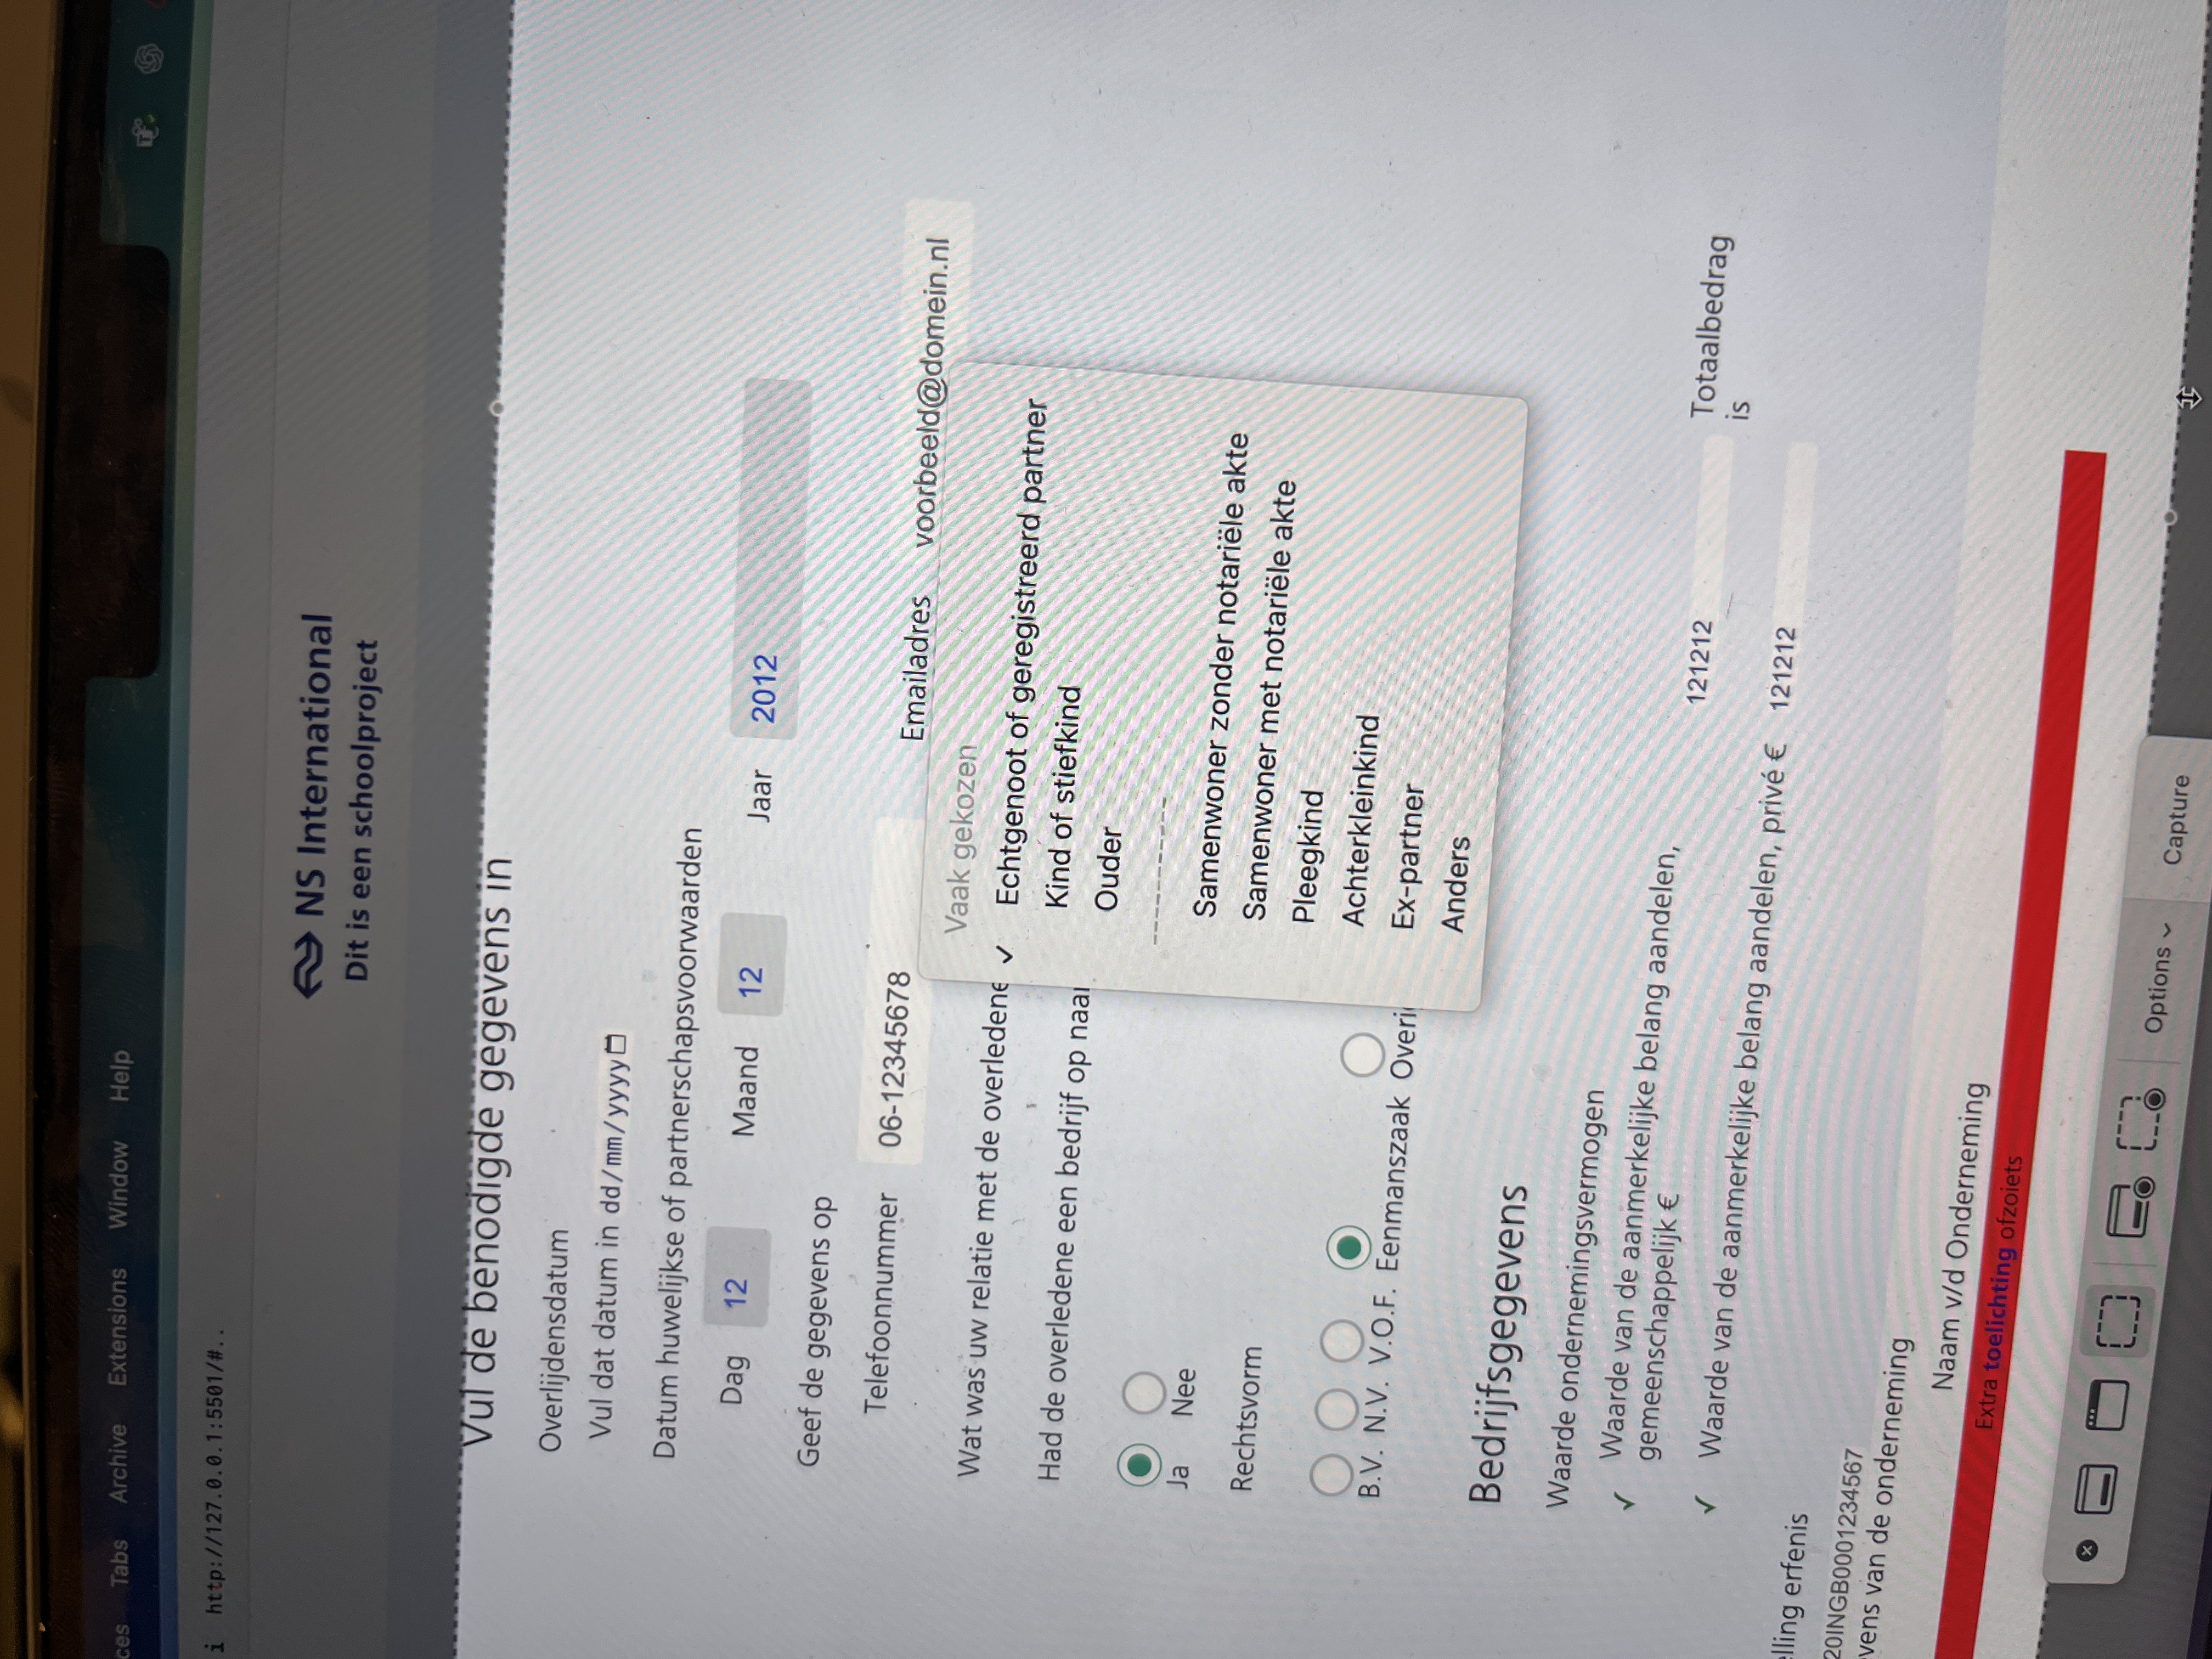 Tabs Archive Extensions Window Help
http://127.0.0.1:5501/#..
NS International
Dit is een schoolproject
Vul de benodigde gegevens in
Overlijdensdatum
Vul dat datum in dd/mm/yyyy
Datum huwelijkse of partnerschapsvoorwaarden
Dag 12 Maand 12 Jaar 2012
Geef de gegevens op
Telefoonnummer 06-12345678 Emailadres voorbeeld@domein.nl
Wat was uw relatie met de overledene
Vaak gekozen
✓ Echtgenoot of geregistreerd partner
Kind of stiefkind
Ouder
-----------
Samenwoner zonder notariële akte
Samenwoner met notariële akte
Pleegkind
Achterkleinkind
Ex-partner
Anders
Had de overledene een bedrijf op
Ja Nee
Rechtsvorm
B.V. N.V. V.O.F. Eenmanszaak
Bedrijfsgegevens
Waarde ondernemingsvermogen
✓ Waarde van de aanmerkelijke belang aandelen,
gemeenschappelijk € 121212 Totaalbedrag
is
✓ Waarde van de aanmerkelijke belang aandelen, privé € 121212
erfenis
20INGB0001234567
van de onderneming
Naam v/d Onderneming
Extra toelichting ofzoiets
Options Capture